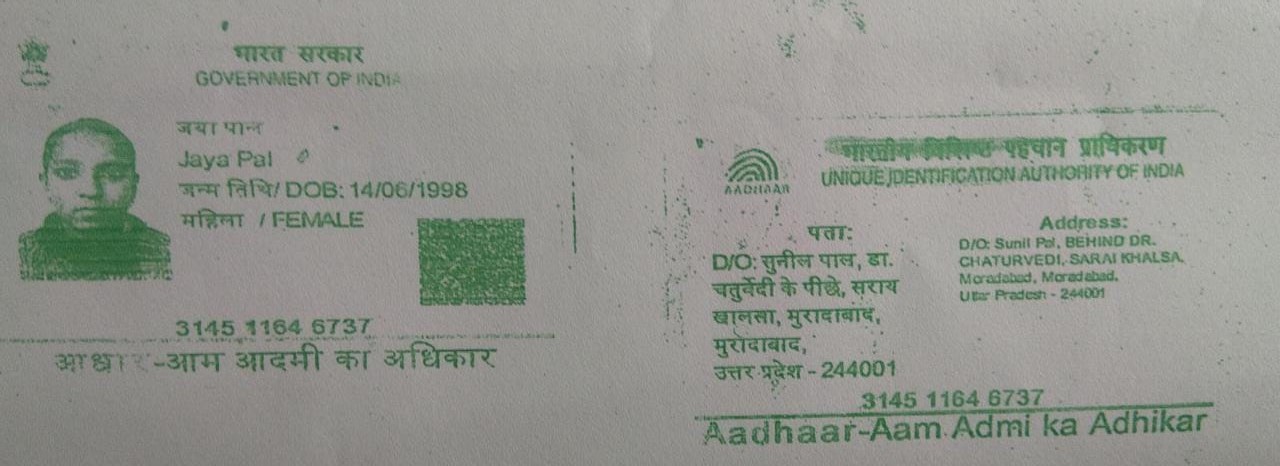 भारत सरकार
GOVERNMENT OF INDIA
जया पाल
Jaya Pal
जन्म तिथि/ DOB: 14/06/1998
महिला / FEMALE
3145 1164 6737
आधार-आम आदमी का अधिकार
AADHAAR
भारतीय विशिष्ट पहचान प्राधिकरण
UNIQUE IDENTIFICATION AUTHORITY OF INDIA
पता:
D/O: सुनील पाल, डा.
चतुर्वेदी के पीछे, सराय
खालसा, मुरादाबाद,
मुरादाबाद,
उत्तर प्रदेश - 244001
Address:
D/O: Sunil Pal, BEHIND DR.
CHATURVEDI, SARAI KHALSA,
Moradabad, Moradabad,
Uttar Pradesh - 244001
3145 1164 6737
Aadhaar-Aam Admi ka Adhikar